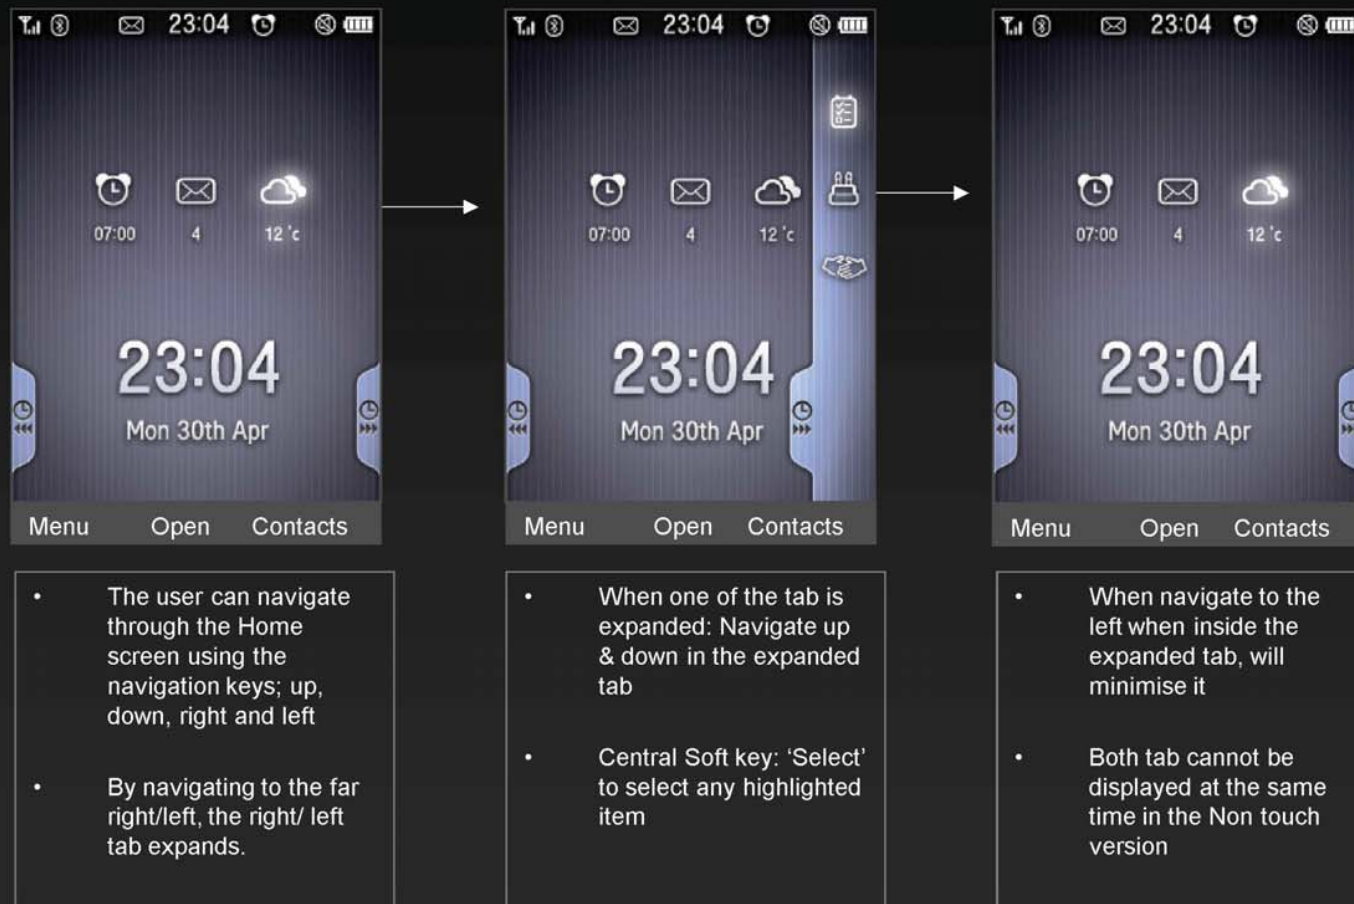 23:04
07:00 4 12 'c
23:04
Mon 30th Apr
Menu Open Contacts
• The user can navigate
through the Home
screen using the
navigation keys; up,
down, right and left
• By navigating to the far
right/left, the right/ left
tab expands.
23:04
07:00 4 12 'c
23:04
Mon 30th Apr
Menu Open Contacts
• When one of the tab is
expanded: Navigate up
& down in the expanded
tab
• Central Soft key: ‘Select’
to select any highlighted
item
23:04
07:00 4 12 'c
23:04
Mon 30th Apr
Menu Open Contacts
• When navigate to the
left when inside the
expanded tab, will
minimise it
• Both tab cannot be
displayed at the same
time in the Non touch
version